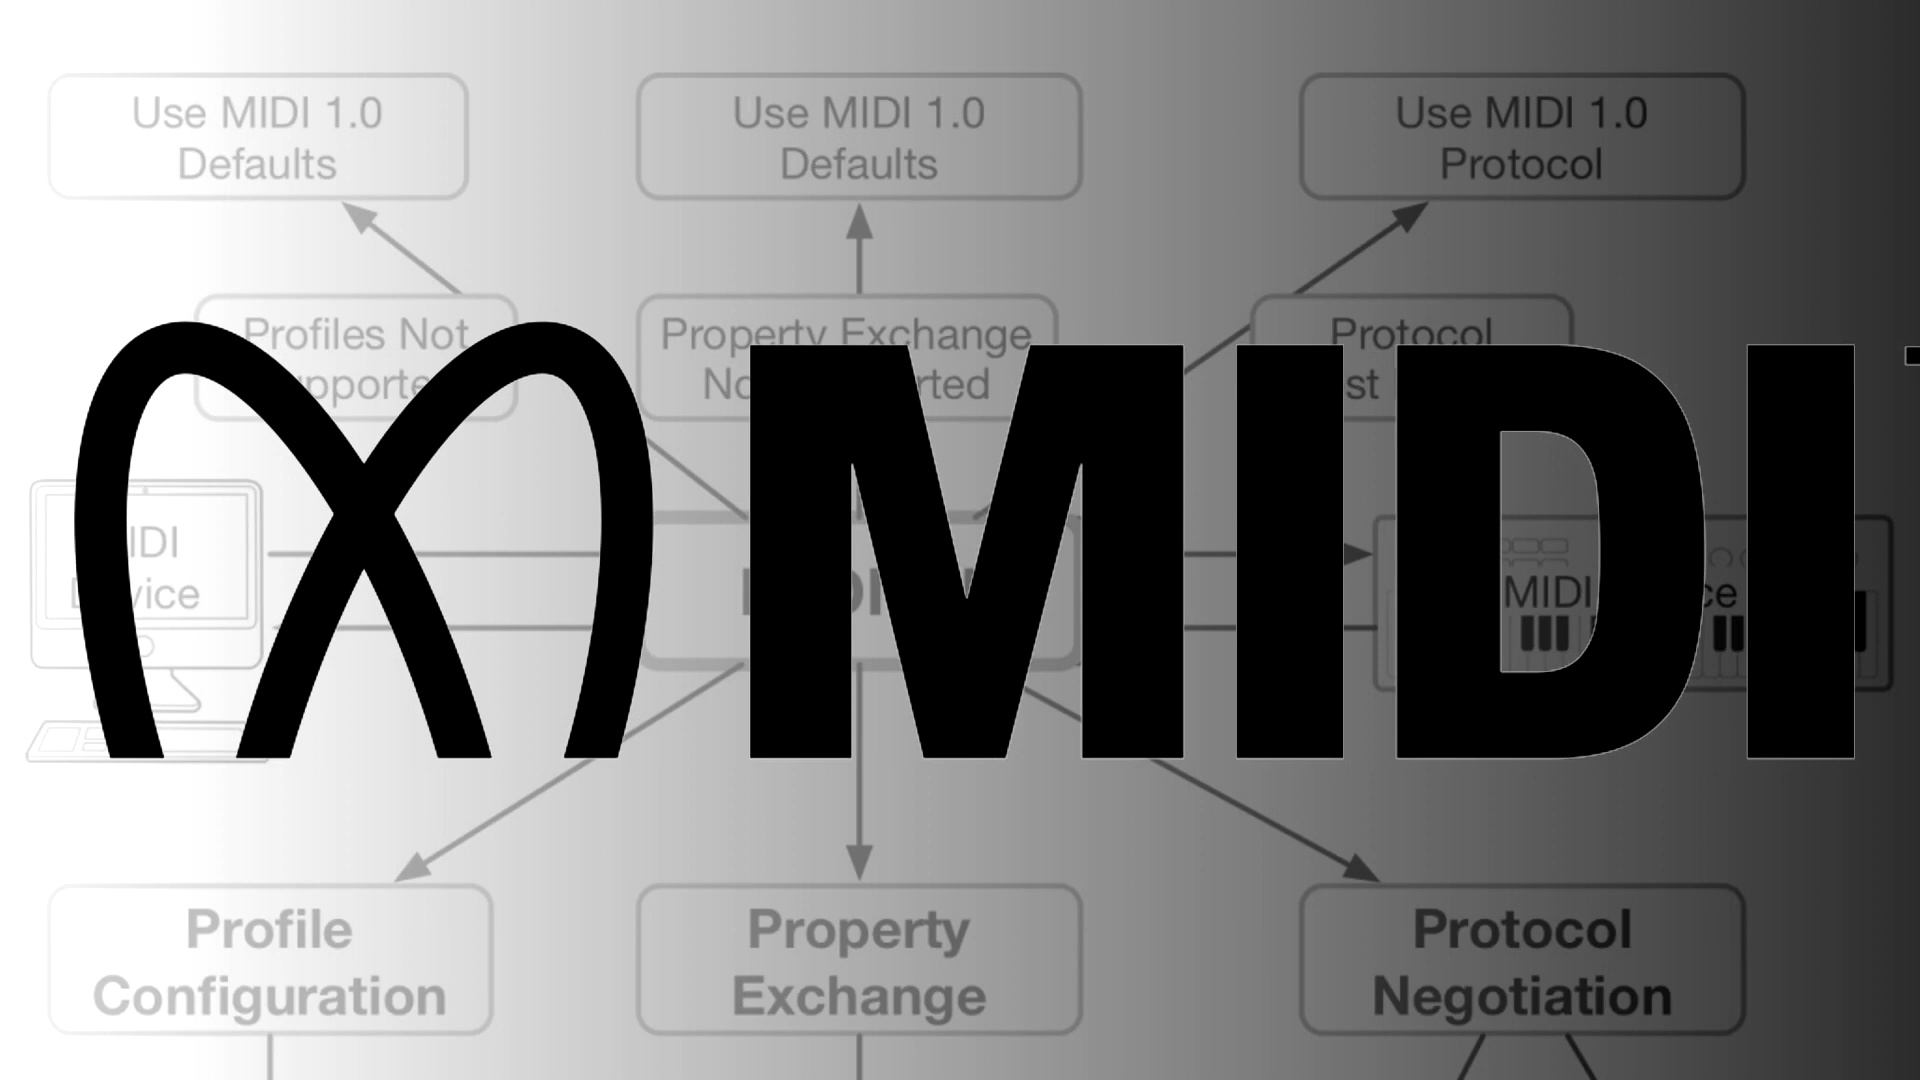 Use MIDI 1.0
Defaults
Use MIDI 1.0
Defaults
Use MIDI 1.0
Protocol
Profiles Not
Property Exchange
Protocol
MIDI
MIDI
Profile
Configuration
Property
Exchange
Protocol
Negotiation